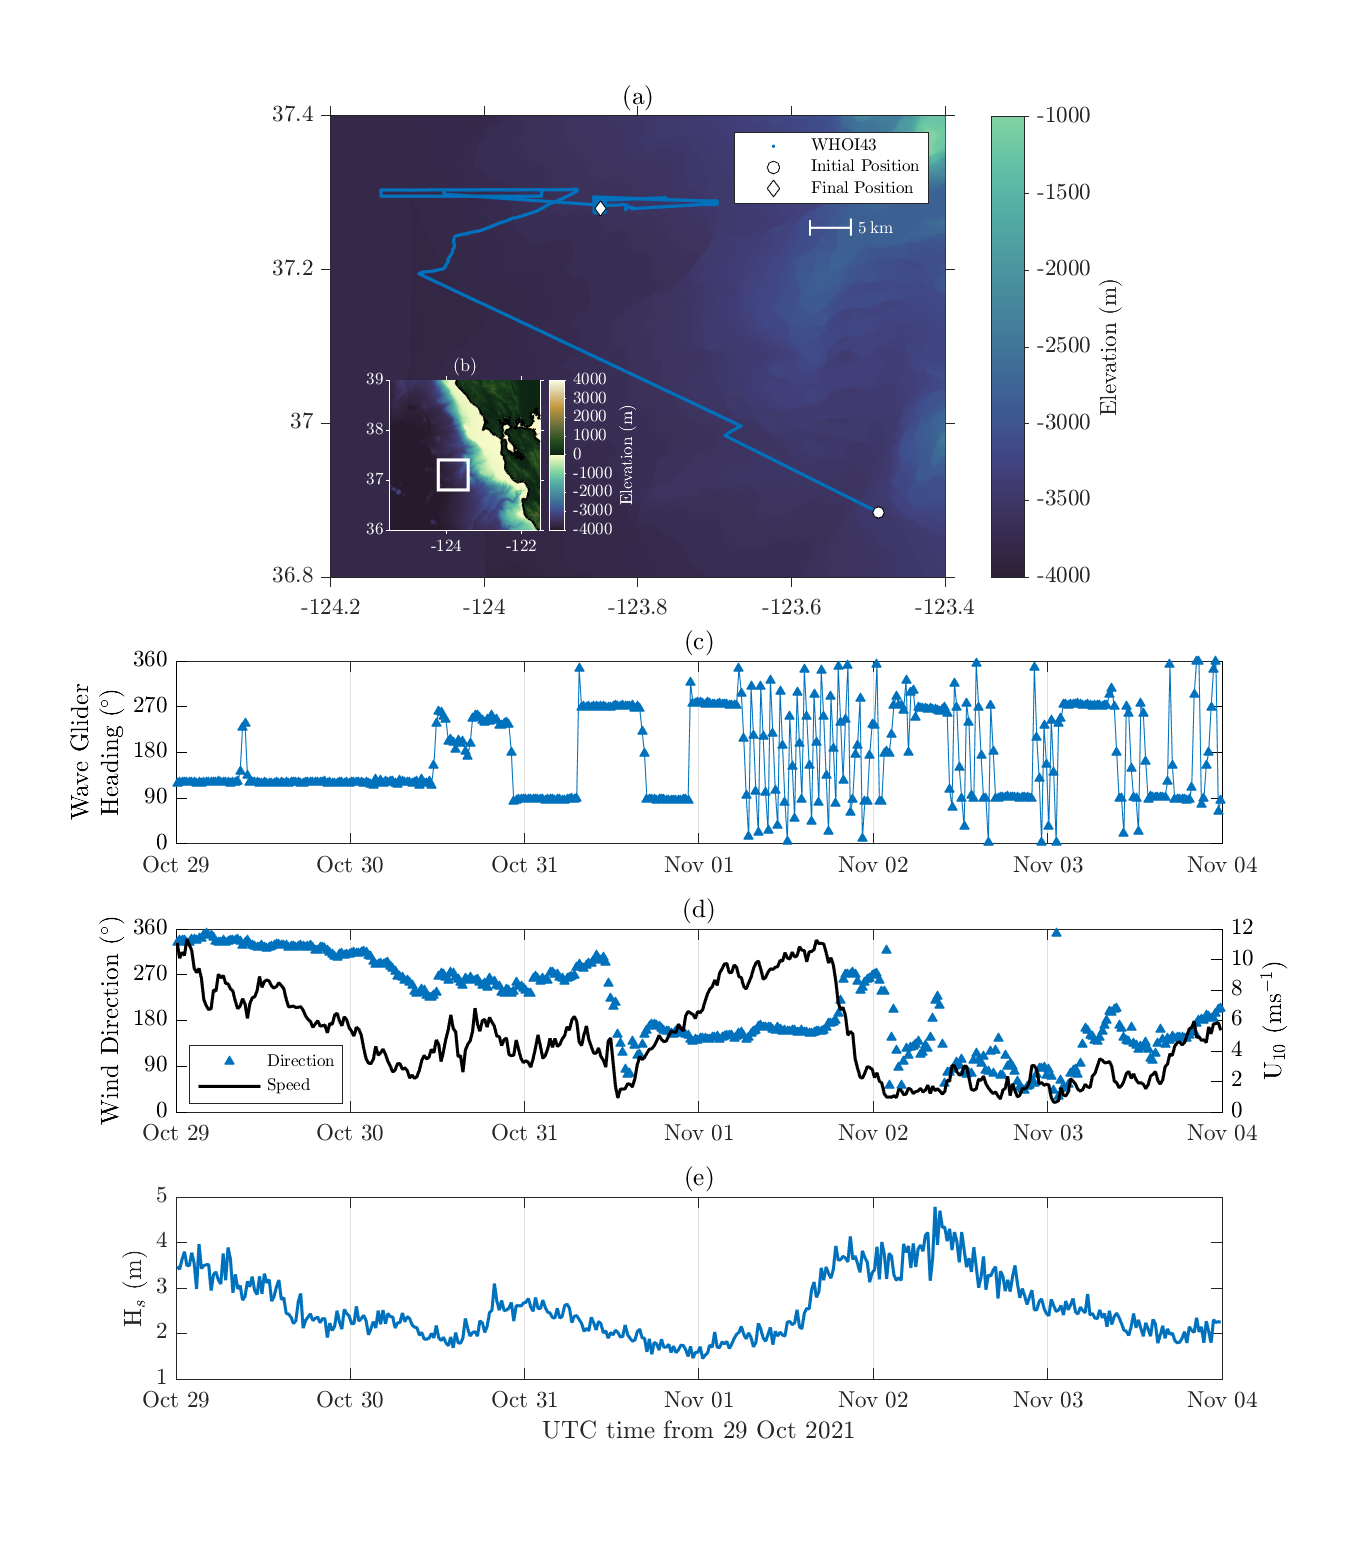 (a)
37.4
37.2
37
36.8
-124.2 -124 -123.8 -123.6 -123.4
WHOI43
Initial Position
Final Position
5 km
-1000
-1500
-2000
-2500
-3000
-3500
-4000
Elevation (m)
(b)
39
38
37
36
-124 -122
4000
3000
2000
1000
0
-1000
-2000
-3000
-4000
Elevation (m)
(c)
Wave Glider
Heading (°)
360
270
180
90
0
Oct 29 Oct 30 Oct 31 Nov 01 Nov 02 Nov 03 Nov 04
(d)
Wind Direction (°)
360
270
180
90
0
Direction
Speed
12
10
8
6
4
2
0
U₁₀ (ms⁻¹)
Oct 29 Oct 30 Oct 31 Nov 01 Nov 02 Nov 03 Nov 04
(e)
Hₛ (m)
5
4
3
2
1
Oct 29 Oct 30 Oct 31 Nov 01 Nov 02 Nov 03 Nov 04
UTC time from 29 Oct 2021